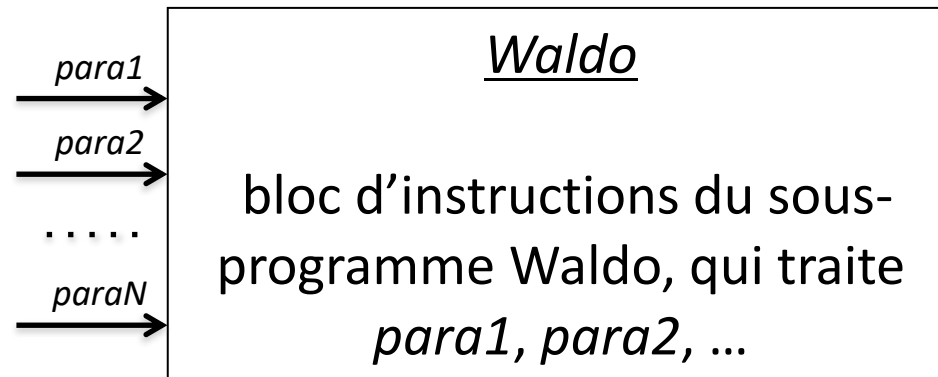 Waldo
para1
para2
.....
paraN
bloc d’instructions du sous-
programme Waldo, qui traite
para1, para2, …